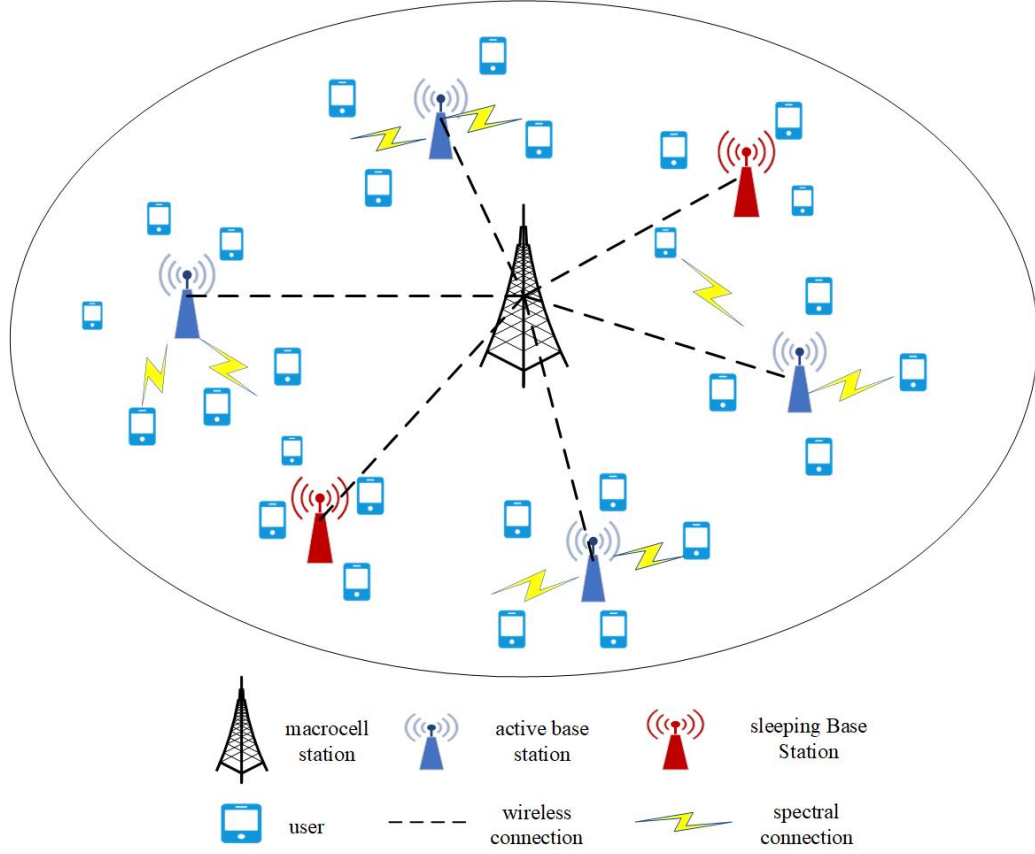 macrocell
station
active base
station
sleeping Base
Station
user
wireless
connection
spectral
connection